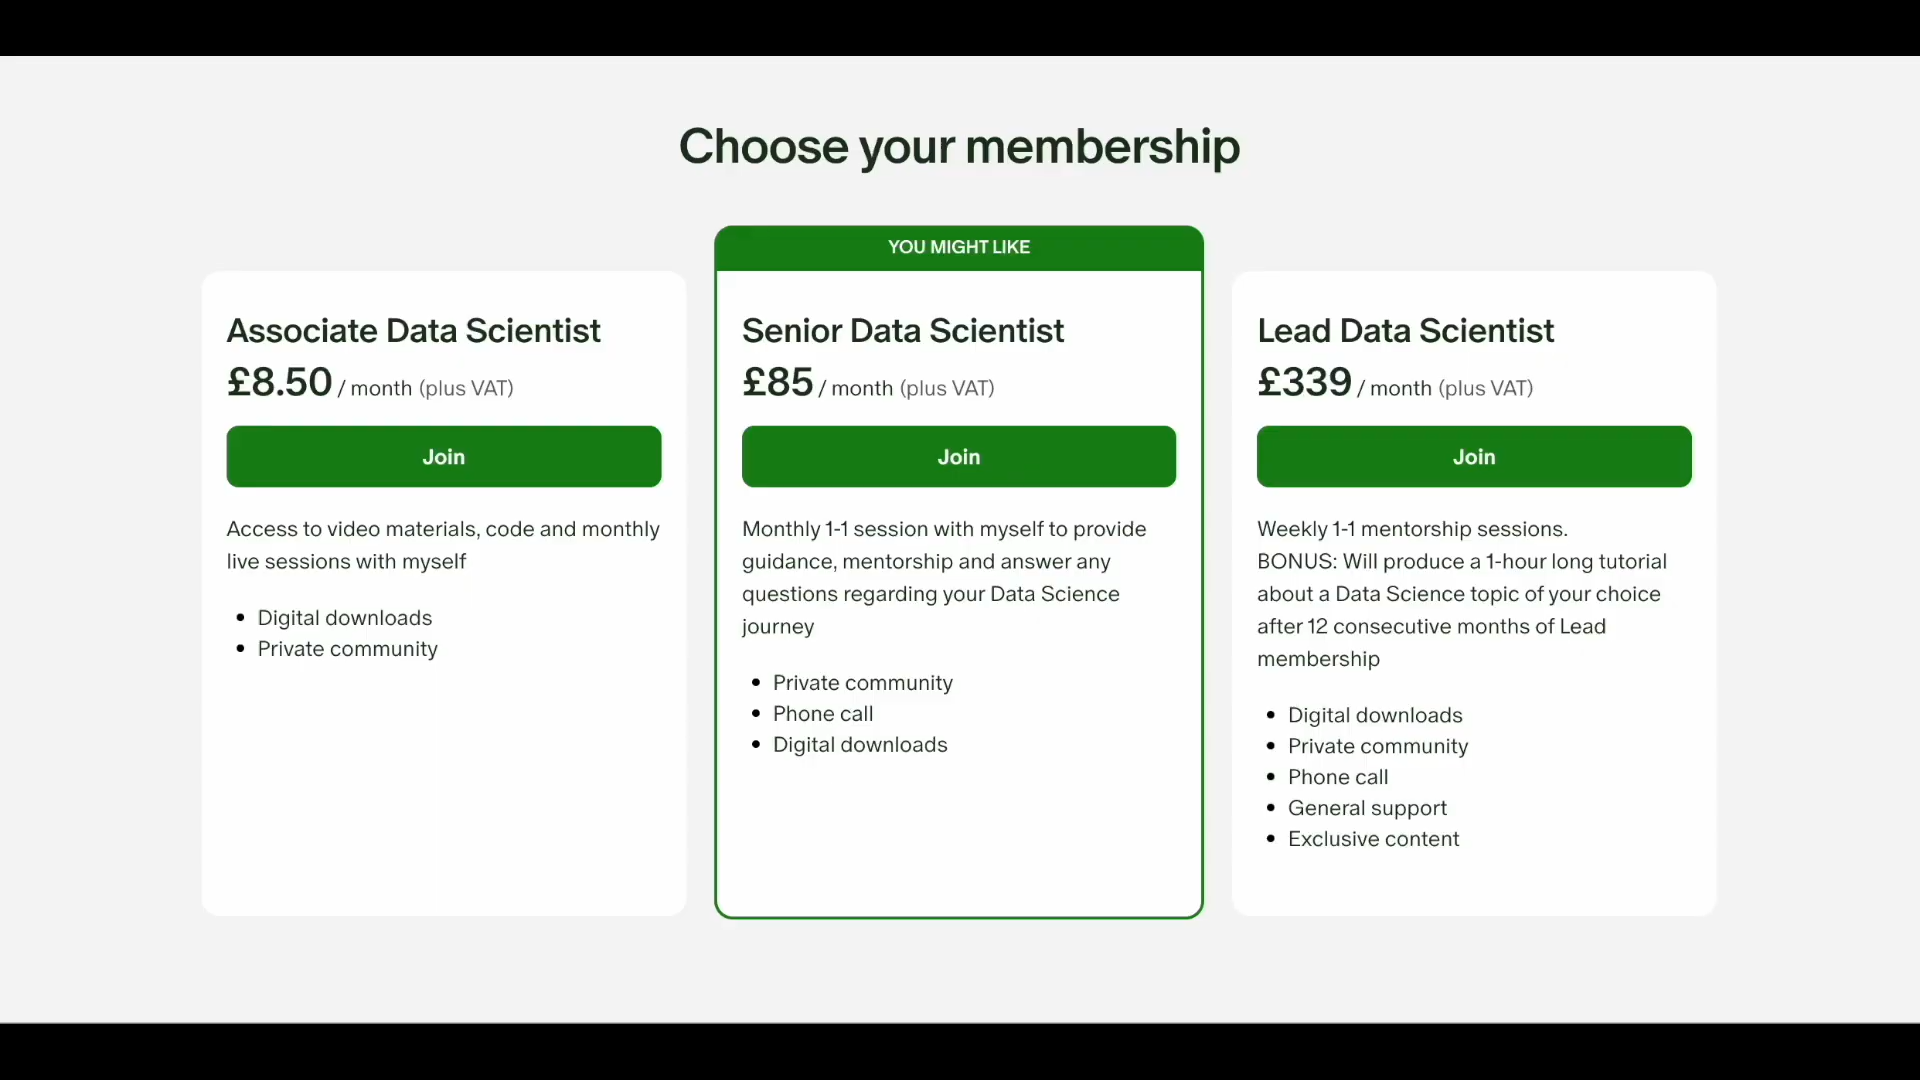 Choose your membership
Associate Data Scientist
£8.50 / month (plus VAT)
Join
Access to video materials, code and monthly
live sessions with myself
• Digital downloads
• Private community
YOU MIGHT LIKE
Senior Data Scientist
£85 / month (plus VAT)
Join
Monthly 1-1 session with myself to provide
guidance, mentorship and answer any
questions regarding your Data Science
journey
• Private community
• Phone call
• Digital downloads
Lead Data Scientist
£339 / month (plus VAT)
Join
Weekly 1-1 mentorship sessions.
BONUS: Will produce a 1-hour long tutorial
about a Data Science topic of your choice
after 12 consecutive months of Lead
membership
• Digital downloads
• Private community
• Phone call
• General support
• Exclusive content